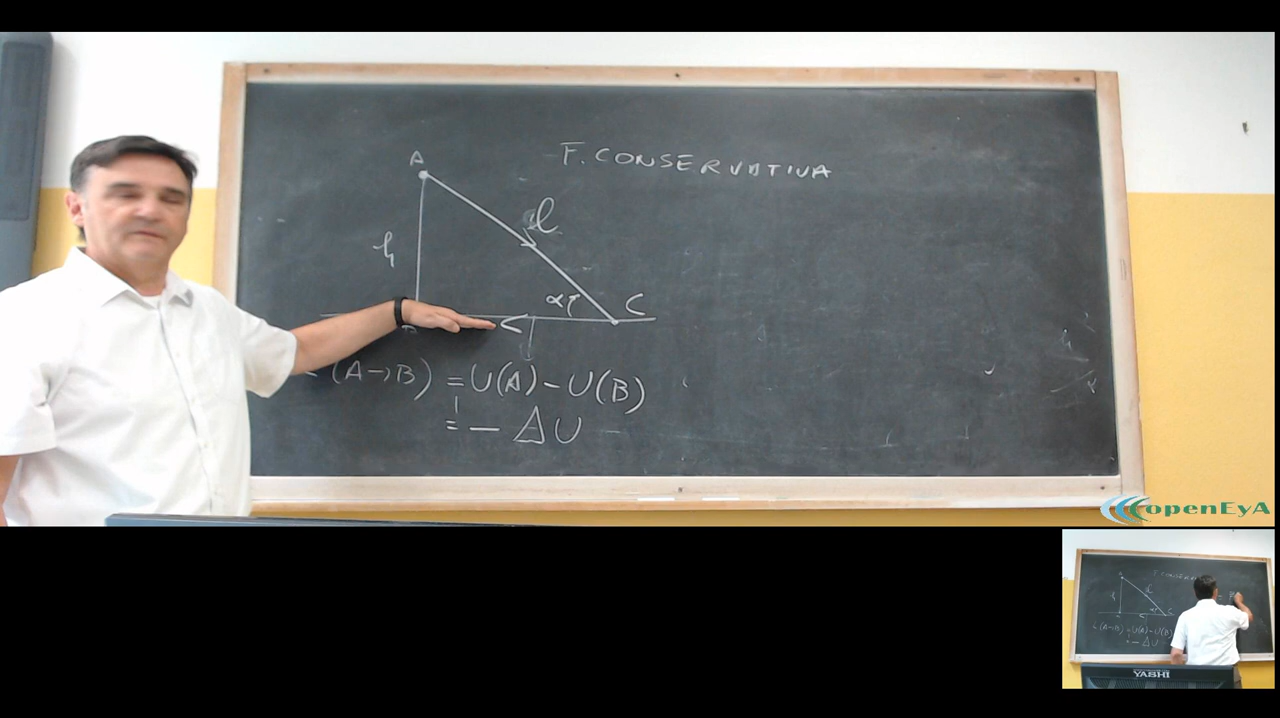 F. CONSERVATIVA
A
l
h
α
C
(A→B) = U(A) - U(B)
= - ΔU
openEyA
YASHI